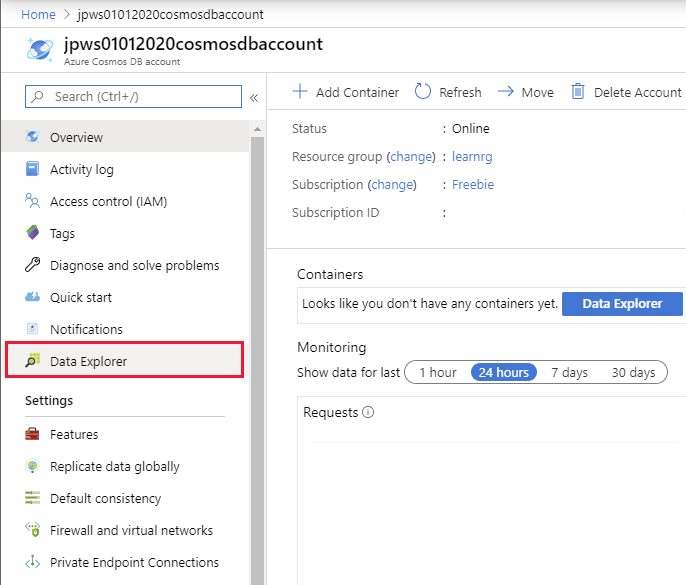 Home > jpws01012020cosmosdbaccount
jpws01012020cosmosdbaccount
Azure Cosmos DB account
Search (Ctrl+/)
«
Overview
Activity log
Access control (IAM)
Tags
Diagnose and solve problems
Quick start
Notifications
Data Explorer
Settings
Features
Replicate data globally
Default consistency
Firewall and virtual networks
Private Endpoint Connections
Add Container Refresh Move Delete Account
Status : Online
Resource group (change) : learnrg
Subscription (change) : Freebie
Subscription ID :
Containers
Looks like you don't have any containers yet. Data Explorer
Monitoring
Show data for last 1 hour 24 hours 7 days 30 days
Requests